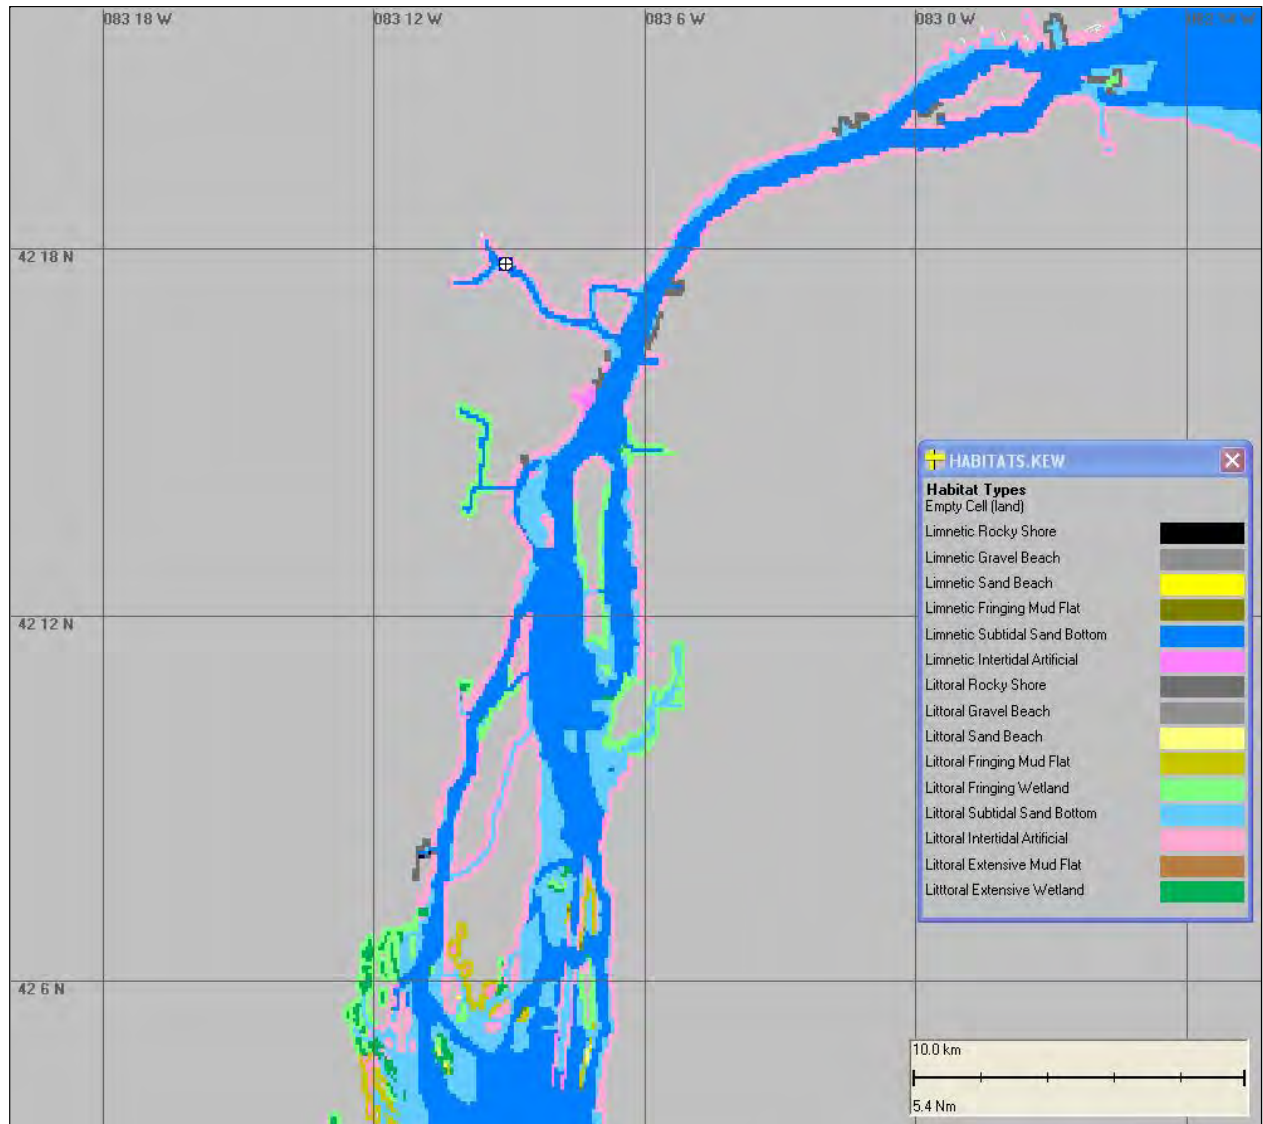 083 18 W
083 12 W
083 6 W
083 0 W
42 18 N
42 12 N
42 6 N
HABITATS.KEW
Habitat Types
Empty Cell (land)
Limnetic Rocky Shore
Limnetic Gravel Beach
Limnetic Sand Beach
Limnetic Fringing Mud Flat
Limnetic Subtidal Sand Bottom
Limnetic Intertidal Artificial
Littoral Rocky Shore
Littoral Gravel Beach
Littoral Sand Beach
Littoral Fringing Mud Flat
Littoral Fringing Wetland
Littoral Subtidal Sand Bottom
Littoral Intertidal Artificial
Littoral Extensive Mud Flat
Litttoral Extensive Wetland
10.0 km
5.4 Nm